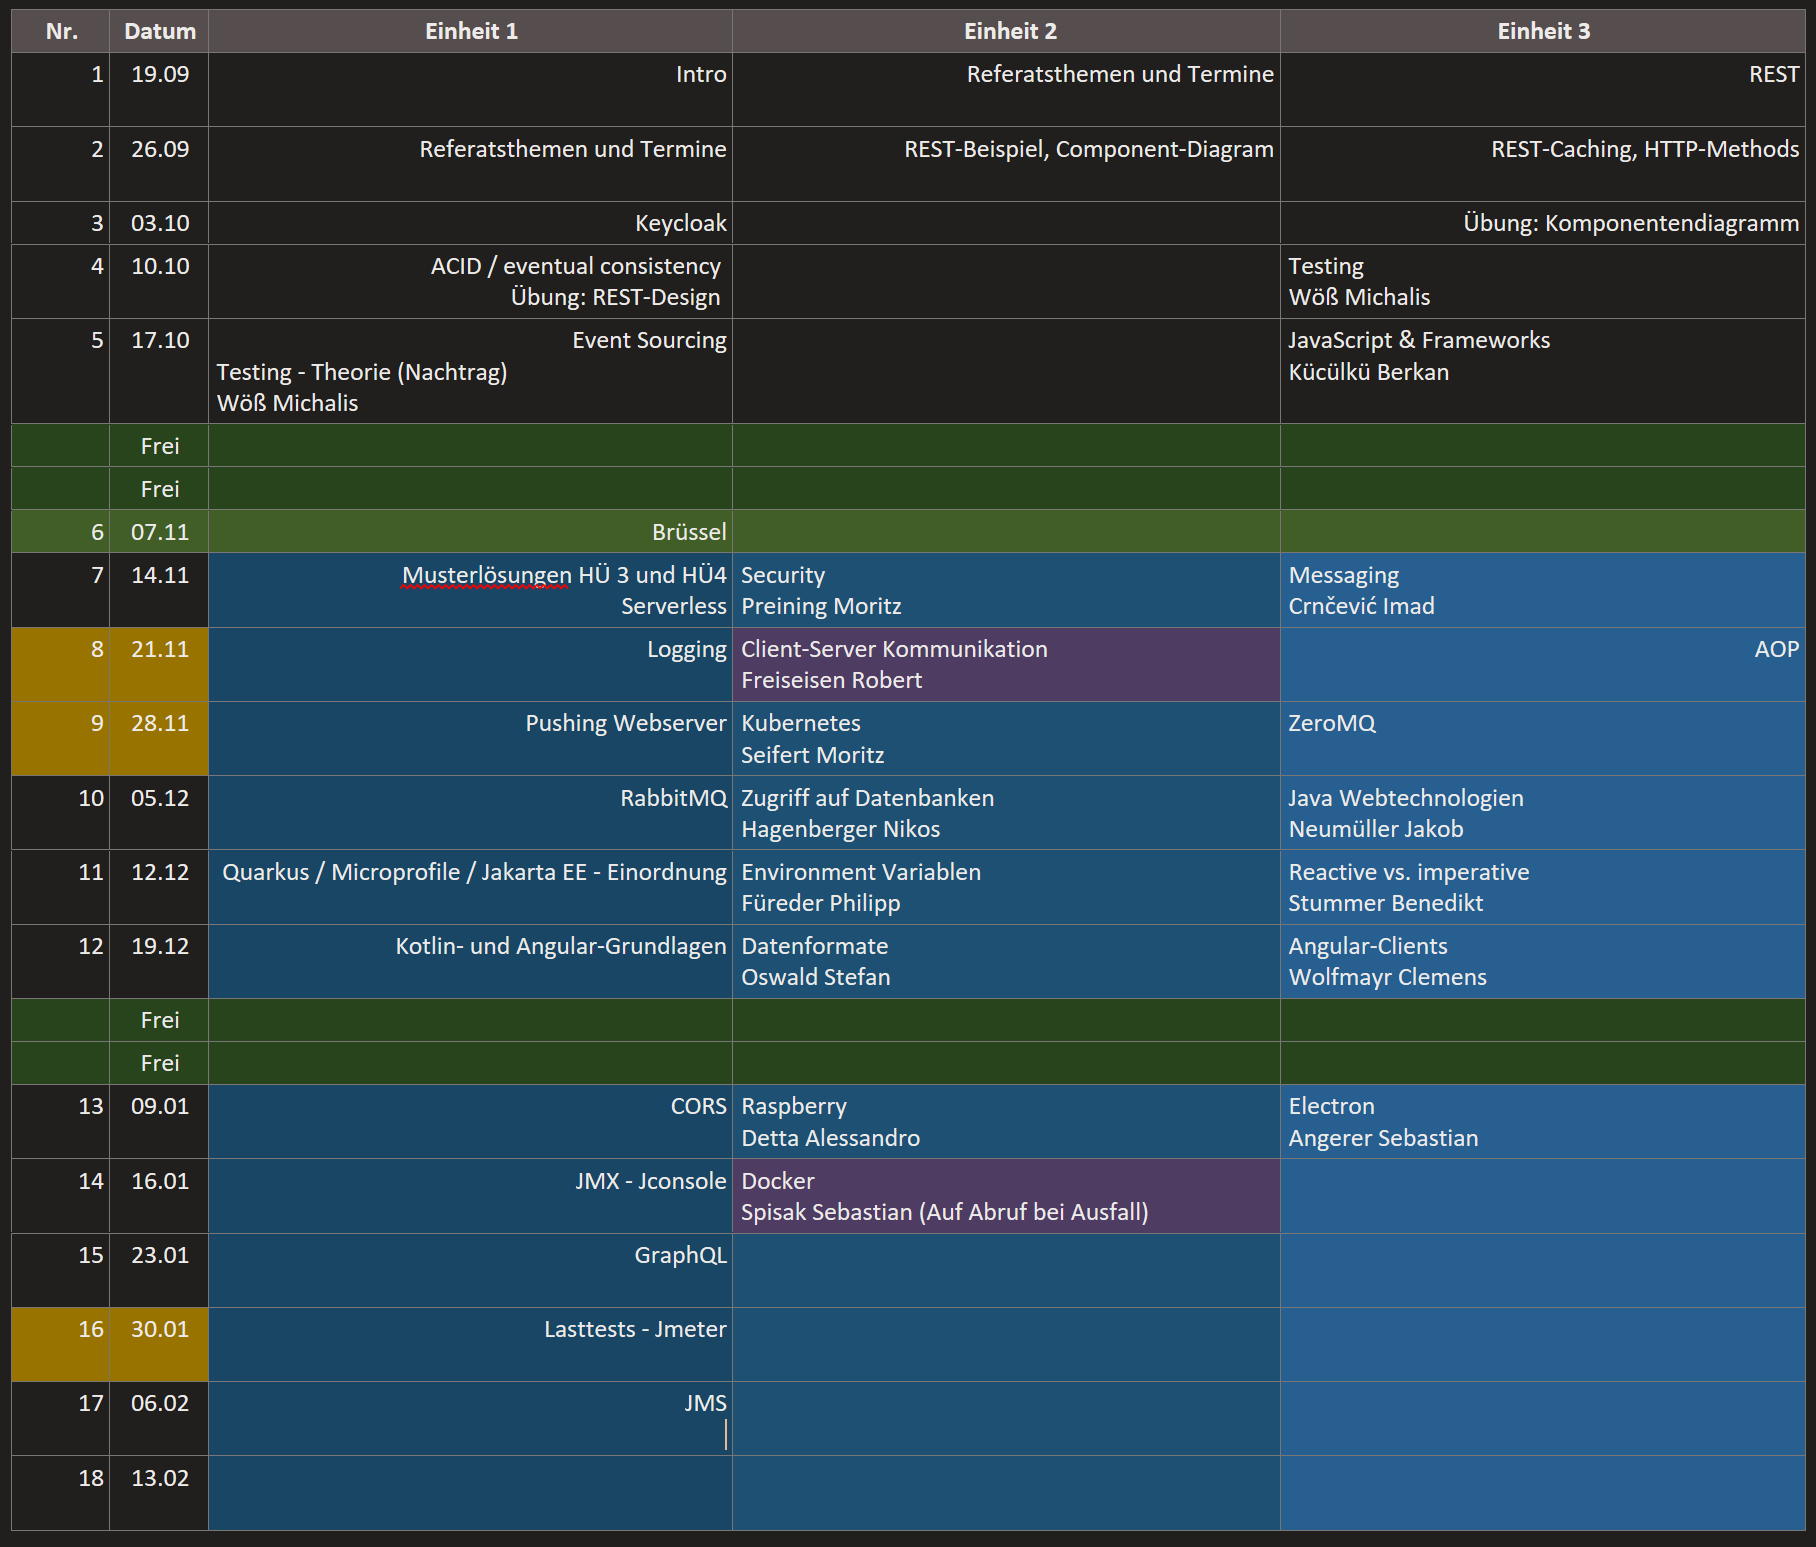 Nr. Datum Einheit 1 Einheit 2 Einheit 3
1 19.09 Intro Referatsthemen und Termine REST
2 26.09 Referatsthemen und Termine REST-Beispiel, Component-Diagram REST-Caching, HTTP-Methods
3 03.10 Keycloak Übung: Komponentendiagramm
4 10.10 ACID / eventual consistency Testing
Übung: REST-Design Wöß Michalis
5 17.10 Event Sourcing JavaScript & Frameworks
Testing - Theorie (Nachtrag) Kücülkü Berkan
Wöß Michalis
Frei
Frei
6 07.11 Brüssel
7 14.11 Musterlösungen HÜ 3 und HÜ4 Security Messaging
Serverless Preining Moritz Crnčević Imad
8 21.11 Logging Client-Server Kommunikation AOP
Freiseisen Robert
9 28.11 Pushing Webserver Kubernetes ZeroMQ
Seifert Moritz
10 05.12 RabbitMQ Zugriff auf Datenbanken Java Webtechnologien
Hagenberger Nikos Neumüller Jakob
11 12.12 Quarkus / Microprofile / Jakarta EE - Einordnung Environment Variablen Reactive vs. imperative
Füreder Philipp Stummer Benedikt
12 19.12 Kotlin- und Angular-Grundlagen Datenformate Angular-Clients
Oswald Stefan Wolfmayr Clemens
Frei
Frei
13 09.01 CORS Raspberry Electron
Detta Alessandro Angerer Sebastian
14 16.01 JMX - Jconsole Docker
Spisak Sebastian (Auf Abruf bei Ausfall)
15 23.01 GraphQL
16 30.01 Lasttests - Jmeter
17 06.02 JMS
18 13.02